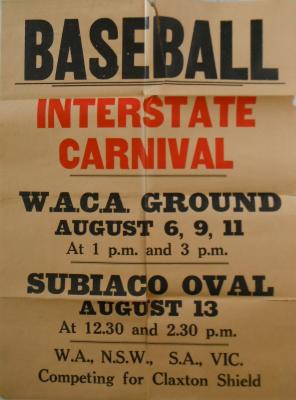 BASEBALL
INTERSTATE
CARNIVAL
W.A.C.A. GROUND
AUGUST 6, 9, 11
At 1 p.m. and 3 p.m.
SUBIACO OVAL
AUGUST 13
At 12.30 and 2.30 p.m.
W.A., N.S.W., S.A., VIC.
Competing for Claxton Shield